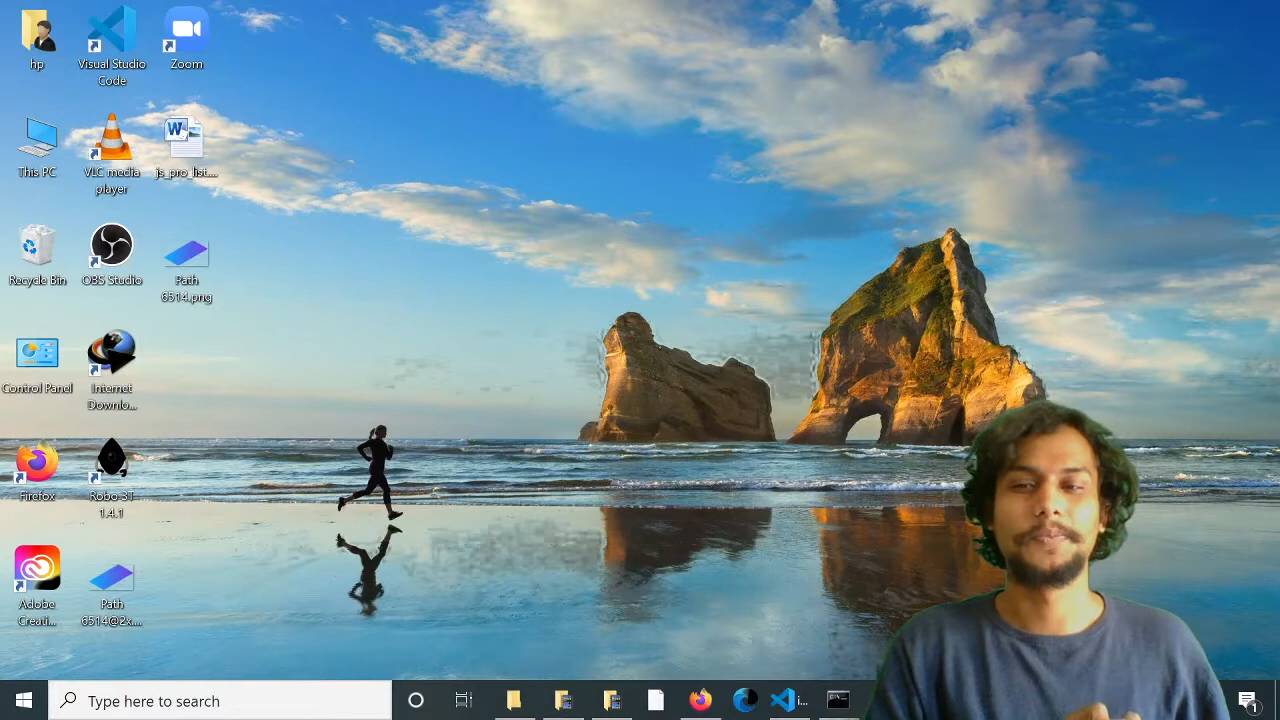 hp
Visual Studio
Code
Zoom
This PC
VLC media
player
js_pro_list....
Recycle Bin
OBS Studio
Path
6514.png
Control Panel
Internet
Downlo...
Firefox
Robo 3T
1.4.1
Adobe
Creati...
Path
6514@2x....
Type here to search
i...
1